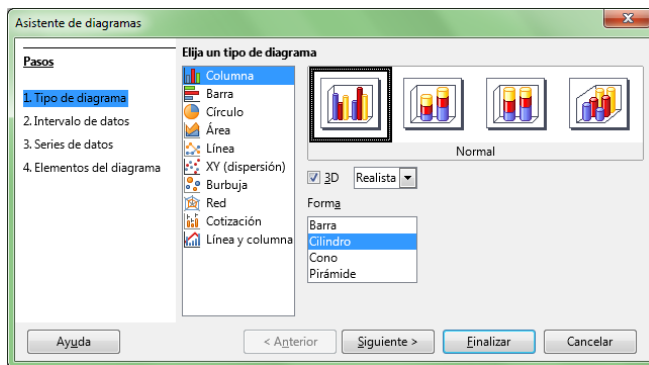 Asistente de diagramas
Pasos
1. Tipo de diagrama
2. Intervalo de datos
3. Series de datos
4. Elementos del diagrama
Elija un tipo de diagrama
Columna
Barra
Círculo
Área
Línea
XY (dispersión)
Burbuja
Red
Cotización
Línea y columna
Normal
3D Realista
Forma
Barra
Cilindro
Cono
Pirámide
Ayuda < Anterior Siguiente > Finalizar Cancelar